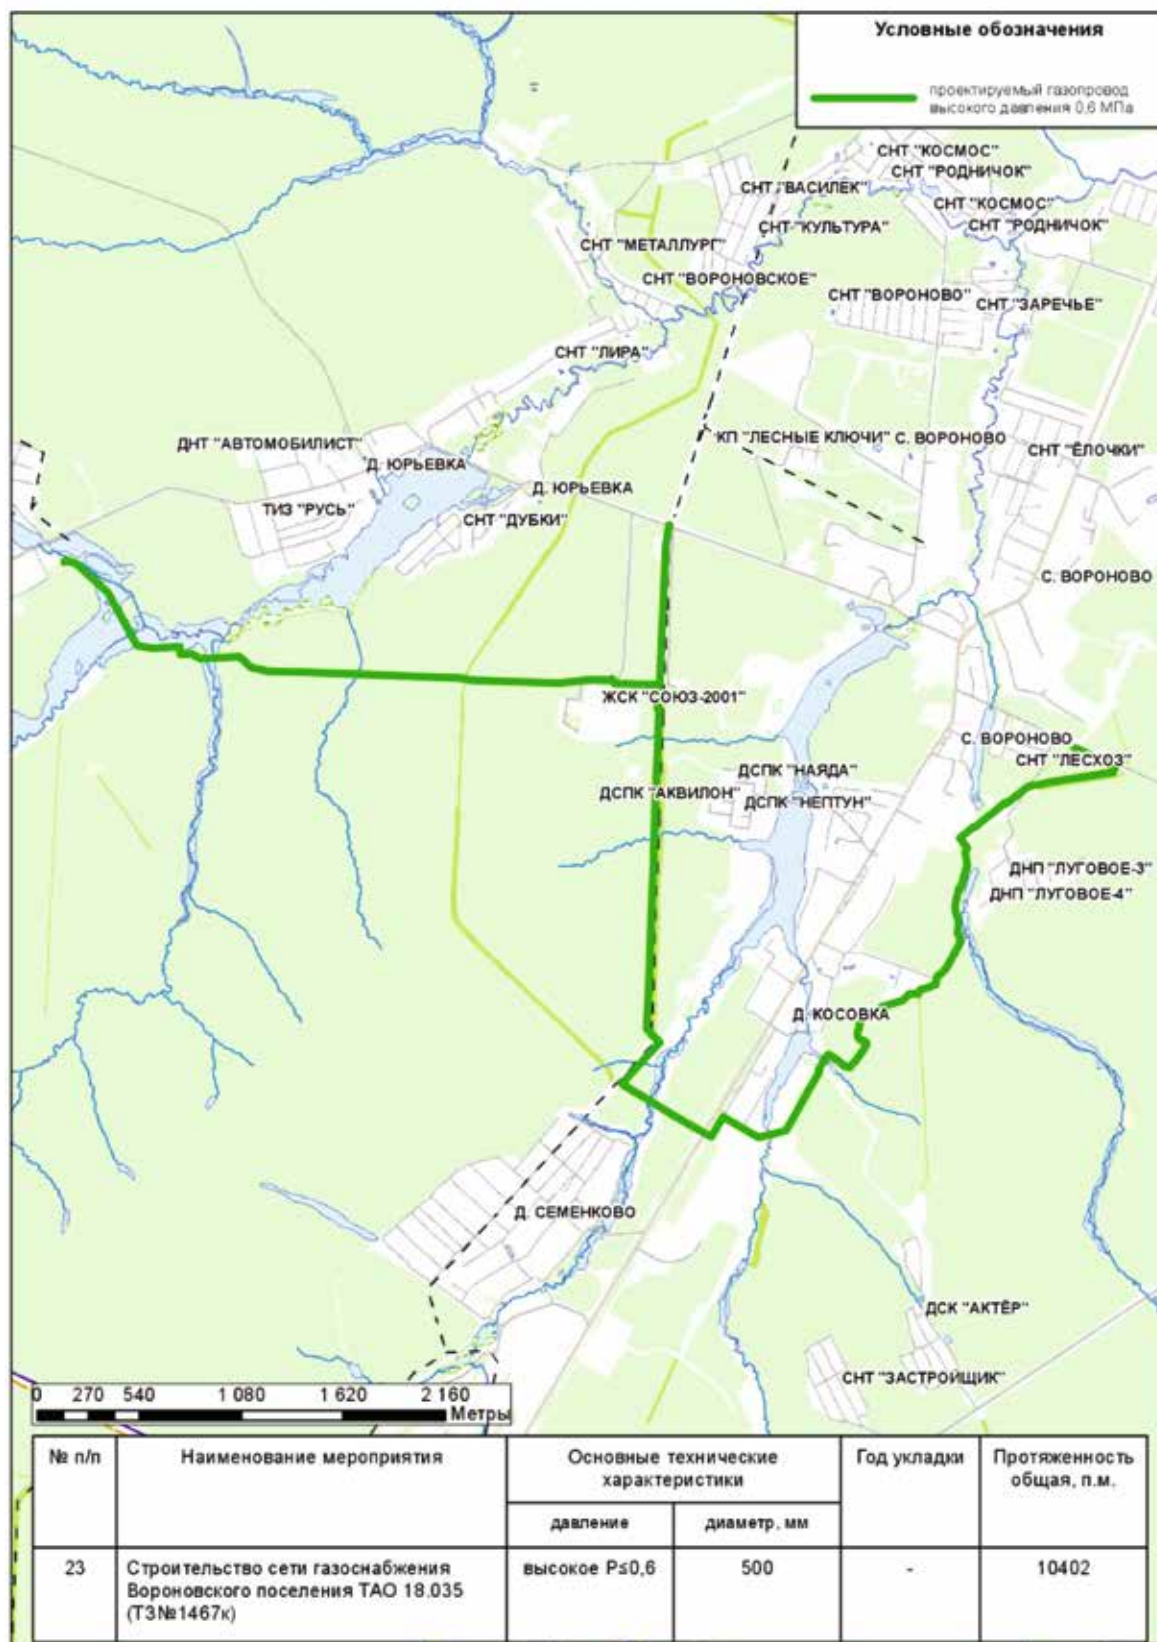 Условные обозначения
проектируемый газопровод
высокого давления 0,6 МПа
СНТ "КОСМОС"
СНТ "РОДНИЧОК"
СНТ "ВАСИЛЕК"
СНТ "КОСМОС"
СНТ "КУЛЬТУРА"
СНТ "РОДНИЧОК"
СНТ "МЕТАЛЛУРГ"
СНТ "ВОРОНОВСКОЕ"
СНТ "ВОРОНОВО"
СНТ "ЗАРЕЧЬЕ"
СНТ "ЛИРА"
ДНТ "АВТОМОБИЛИСТ"
КП "ЛЕСНЫЕ КЛЮЧИ"
С. ВОРОНОВО
СНТ "ЁЛОЧКИ"
Д. ЮРЬЕВКА
Д. ЮРЬЕВКА
ТИЗ "РУСЬ"
СНТ "ДУБКИ"
С. ВОРОНОВО
ЖСК "СОЮЗ-2001"
С. ВОРОНОВО
СНТ "ЛЕСХОЗ"
ДСПК "НАЯДА"
ДСПК "АКВИЛОН"
ДСПК "НЕПТУН"
ДНП "ЛУГОВОЕ-3"
ДНП "ЛУГОВОЕ-4"
Д. КОСОВКА
Д. СЕМЕНКОВО
ДСК "АКТЁР"
СНТ "ЗАСТРОЙЩИК"
0 270 540 1 080 1 620 2 160
Метры
№ п/п
Наименование мероприятия
Основные технические
характеристики
Год укладки
Протяженность
общая, п.м.
давление
диаметр, мм
23
Строительство сети газоснабжения
Вороновского поселения ТАО 18.035
(ТЗ№1467к)
высокое P≤0,6
500
-
10402